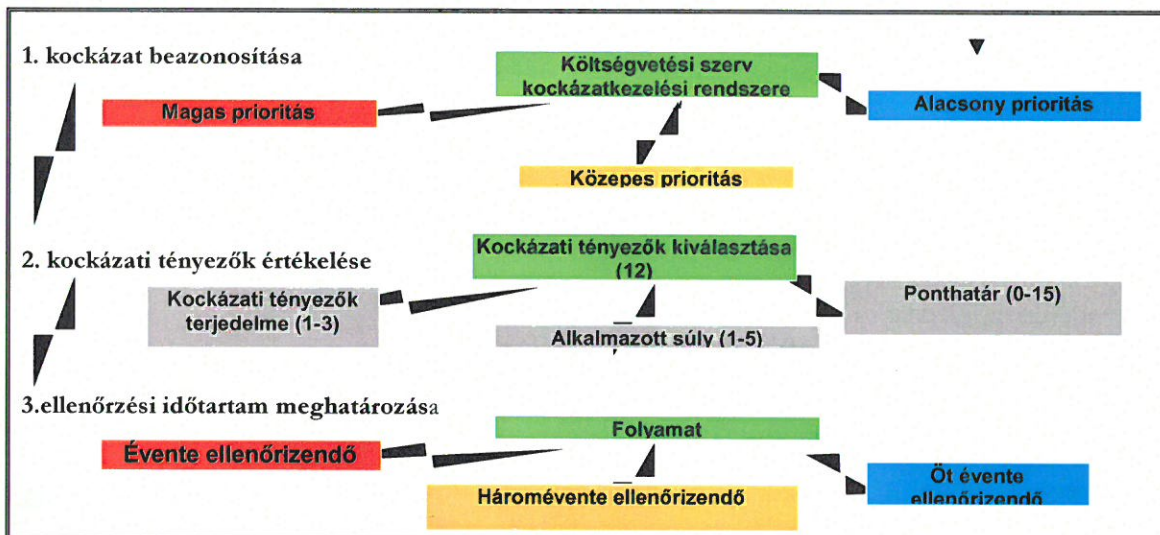 1. kockázat beazonosítása
Költségvetési szerv
kockázatkezelési rendszere
Magas prioritás
Alacsony prioritás
Közepes prioritás
2. kockázati tényezők értékelése
Kockázati tényezők kiválasztása
(12)
Kockázati tényezők
terjedelme (1-3)
Ponthatár (0-15)
Alkalmazott súly (1-5)
3.ellenőrzési időtartam meghatározása
Folyamat
Évente ellenőrizendő
Háromévente ellenőrizendő
Öt évente
ellenőrizendő